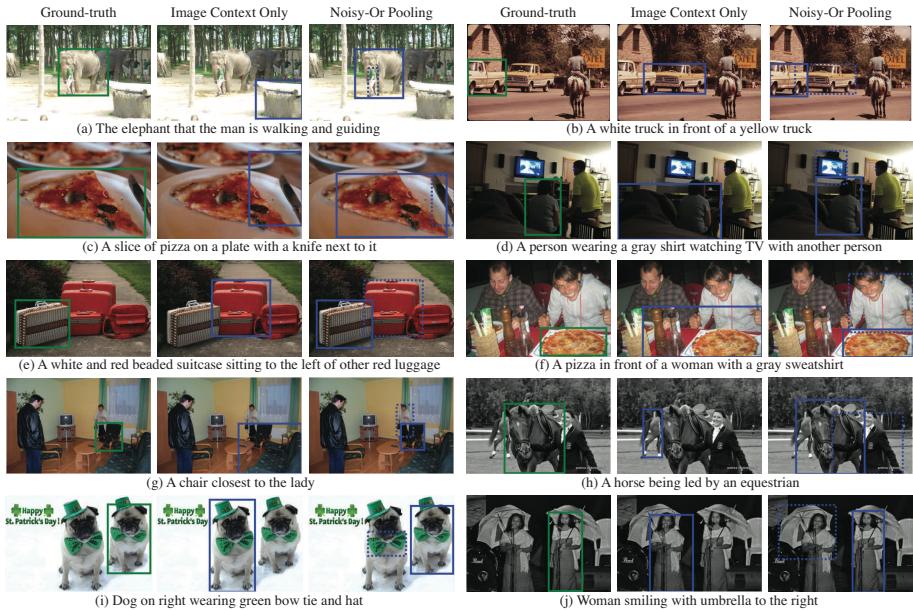 Ground-truth Image Context Only Noisy-Or Pooling Ground-truth Image Context Only Noisy-Or Pooling
(a) The elephant that the man is walking and guiding
(b) A white truck in front of a yellow truck
(c) A slice of pizza on a plate with a knife next to it
(d) A person wearing a gray shirt watching TV with another person
(e) A white and red beaded suitcase sitting to the left of other red luggage
(f) A pizza in front of a woman with a gray sweatshirt
(g) A chair closest to the lady
(h) A horse being led by an equestrian
Happy
St. Patrick's Day!
Happy
St. Patrick's Day!
Happy
St. Patrick's Day!
(i) Dog on right wearing green bow tie and hat
(j) Woman smiling with umbrella to the right